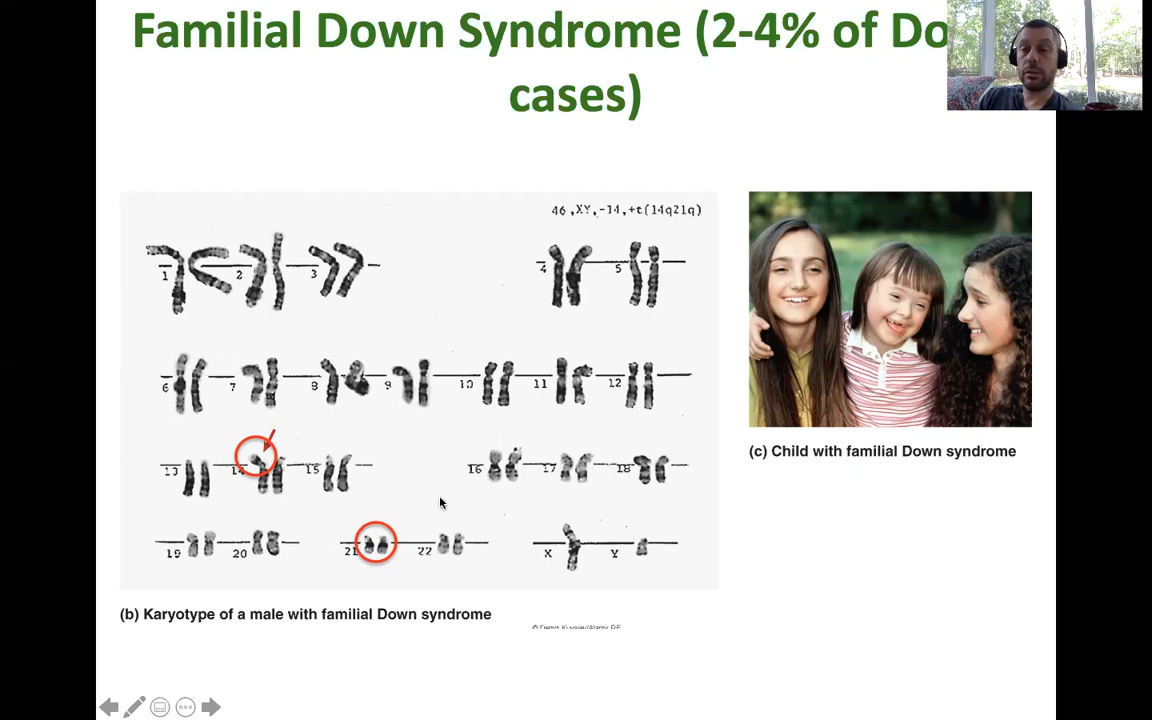 Familial Down Syndrome (2-4% of Do
cases)
46,XY,-14,+t(14q21q)
1 2 3 4 5
6 7 8 9 10 11 12
13 14 15 16 17 18
19 20 21 22 X Y
(b) Karyotype of a male with familial Down syndrome
(c) Child with familial Down syndrome